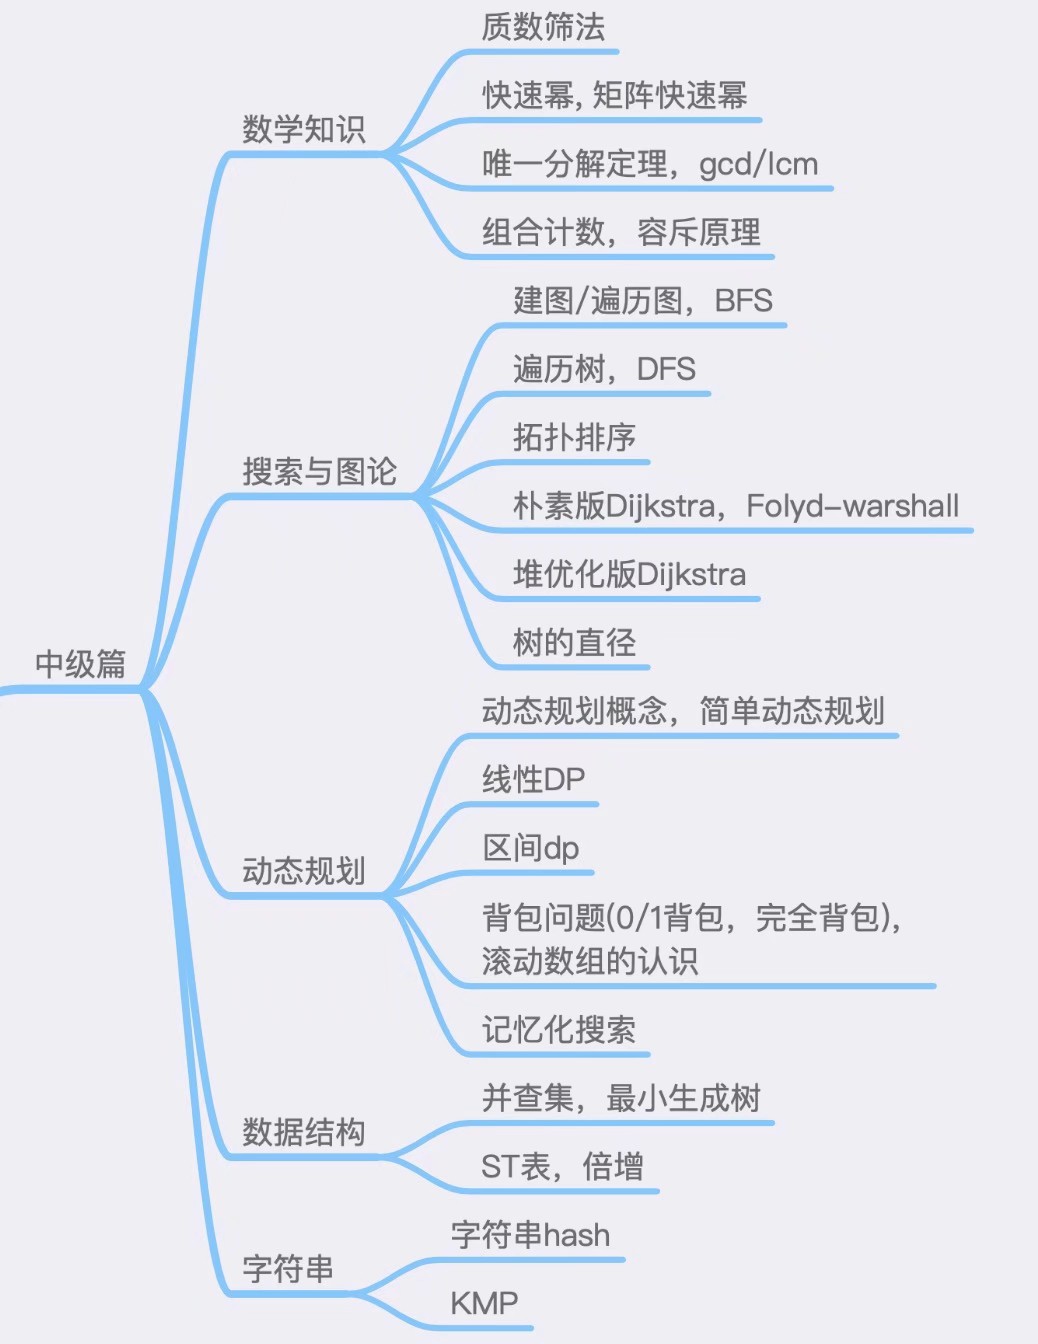 质数筛法
快速幂, 矩阵快速幂
数学知识
唯一分解定理，gcd/lcm
组合计数，容斥原理
建图/遍历图，BFS
遍历树，DFS
拓扑排序
搜索与图论
朴素版Dijkstra，Folyd-warshall
堆优化版Dijkstra
树的直径
中级篇
动态规划概念，简单动态规划
线性DP
区间dp
动态规划
背包问题(0/1背包，完全背包)，
滚动数组的认识
记忆化搜索
并查集，最小生成树
数据结构
ST表，倍增
字符串hash
字符串
KMP